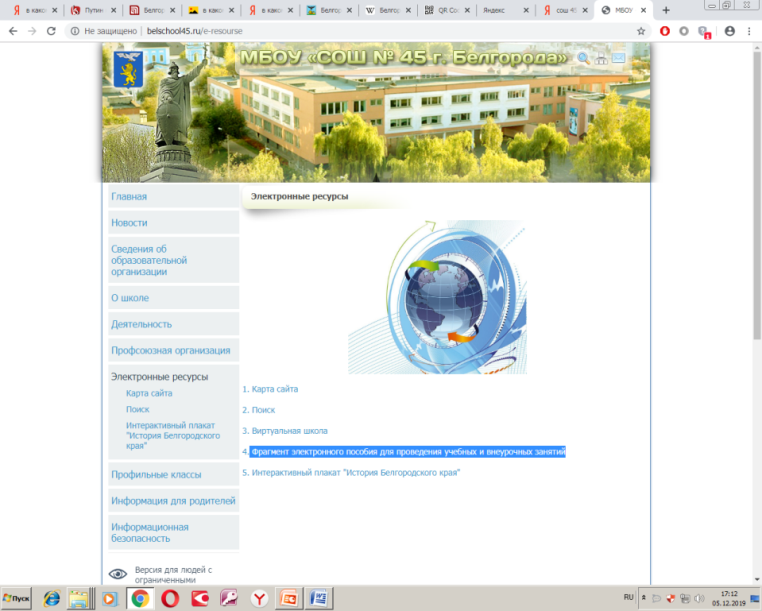 в како
Путин
Белгор
в како
в како
Белгор
Белгор
QR Co
Яндекс
сош 45
МБОУ
Не защищено | belschool45.ru/e-resourse
МБОУ «СОШ № 45 г. Белгорода»
Главная
Новости
Сведения об
образовательной
организации
О школе
Деятельность
Профсоюзная организация
Электронные ресурсы
Карта сайта
Поиск
Интерактивный плакат
"История Белгородского
края"
Профильные классы
Информация для родителей
Информационная
безопасность
Версия для людей с
ограниченными
Электронные ресурсы
1. Карта сайта
2. Поиск
3. Виртуальная школа
4. Фрагмент электронного пособия для проведения учебных и внеурочных занятий
5. Интерактивный плакат "История Белгородского края"
Пуск
RU
17:12
05.12.2019